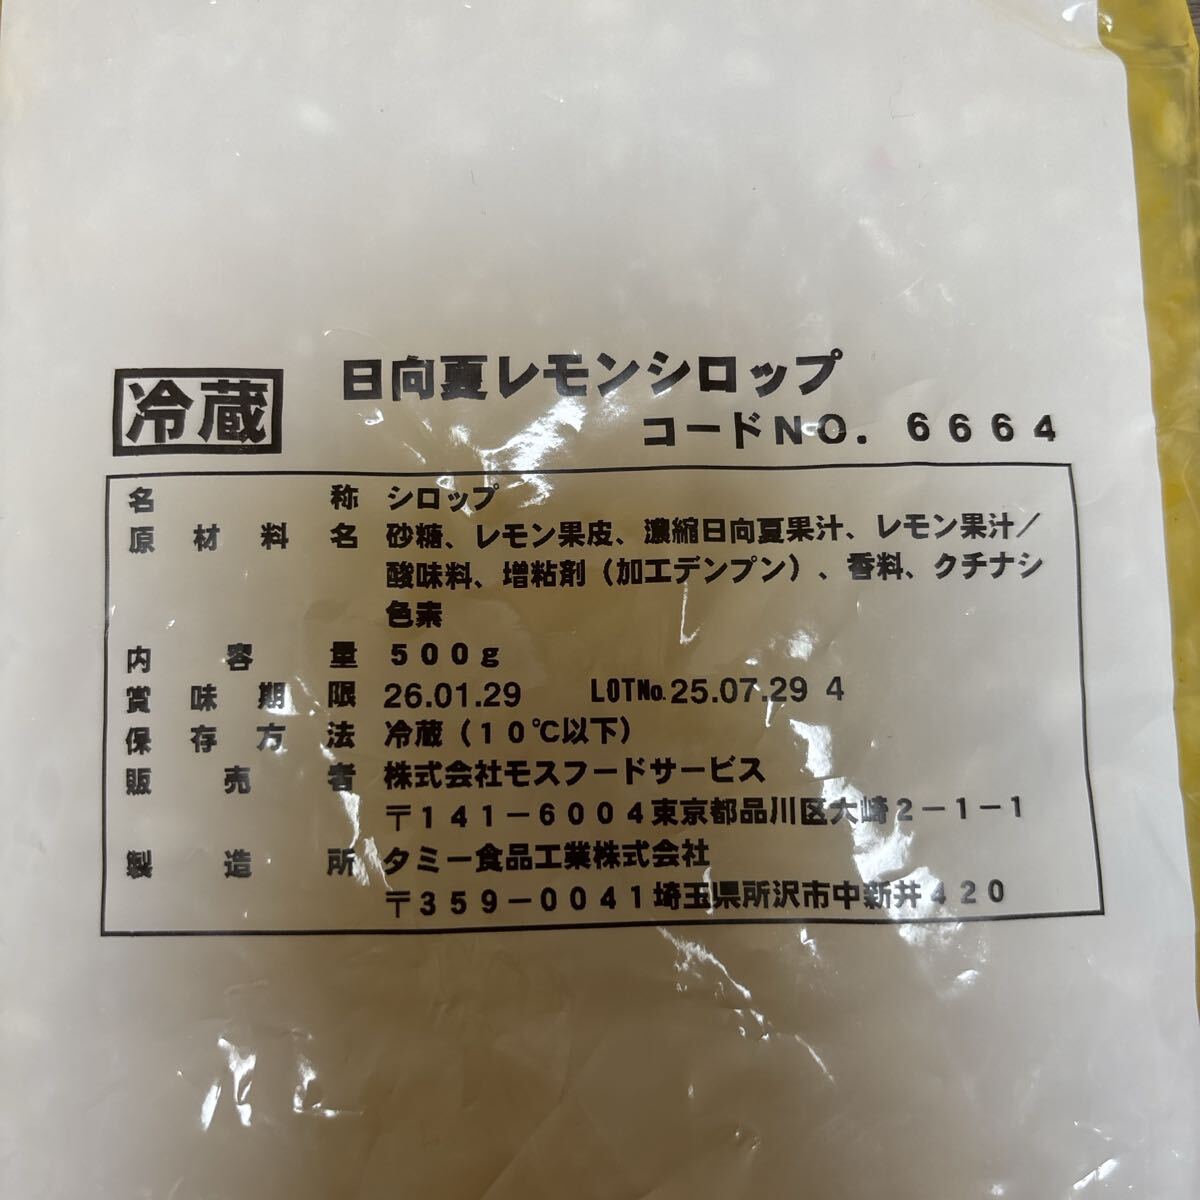 冷蔵 日向夏レモンシロップ
コードNO. 6664
名称 シロップ
原材料名 砂糖、レモン果皮、濃縮日向夏果汁、レモン果汁/
酸味料、増粘剤(加工デンプン)、香料、クチナシ
色素
内容量 500g
賞味期限 26.01.29 LOTNo. 25.07.29 4
保存方法 冷蔵(10℃以下)
販売者 株式会社モスフードサービス
〒141-6004東京都品川区大崎2-1-1
製造所 タミー食品工業株式会社
〒359-0041埼玉県所沢市中新井420